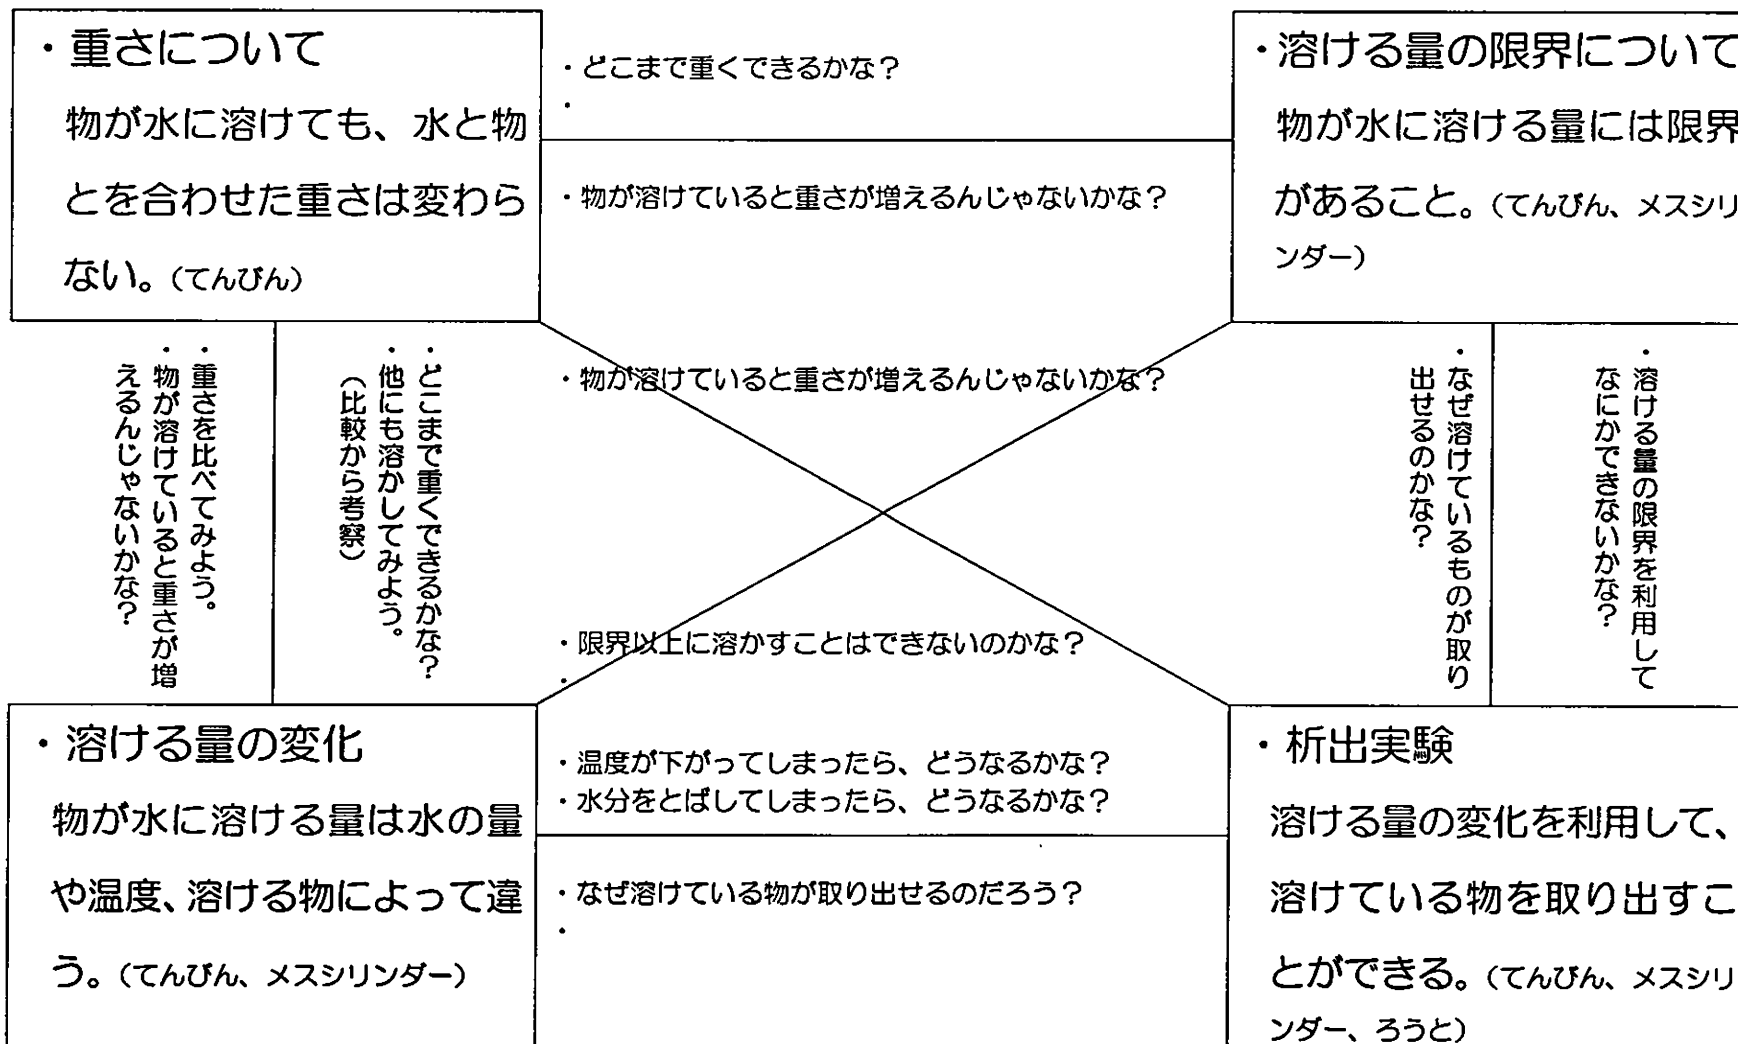 ・重さについて
物が水に溶けても、水と物
とを合わせた重さは変わら
ない。（てんびん）
・どこまで重くできるかな？
・
・物が溶けていると重さが増えるんじゃないかな？
・溶ける量の限界について
物が水に溶ける量には限界
があること。（てんびん、メスシリ
ンダー）
・重さを比べてみよう。
・物が溶けていると重さが増
えるんじゃないかな？
・どこまで重くできるかな？
・他にも溶かしてみよう。
（比較から考察）
・物が溶けていると重さが増えるんじゃないかな？
・限界以上に溶かすことはできないのかな？
・
・溶ける量の限界を利用して
なにかできないかな？
・なぜ溶けているものが取り
出せるのかな？
・溶ける量の変化
物が水に溶ける量は水の量
や温度、溶ける物によって違
う。（てんびん、メスシリンダー）
・温度が下がってしまったら、どうなるかな？
・水分をとばしてしまったら、どうなるかな？
・なぜ溶けている物が取り出せるのだろう？
・
・析出実験
溶ける量の変化を利用して、
溶けている物を取り出すこ
とができる。（てんびん、メスシリ
ンダー、ろうと）